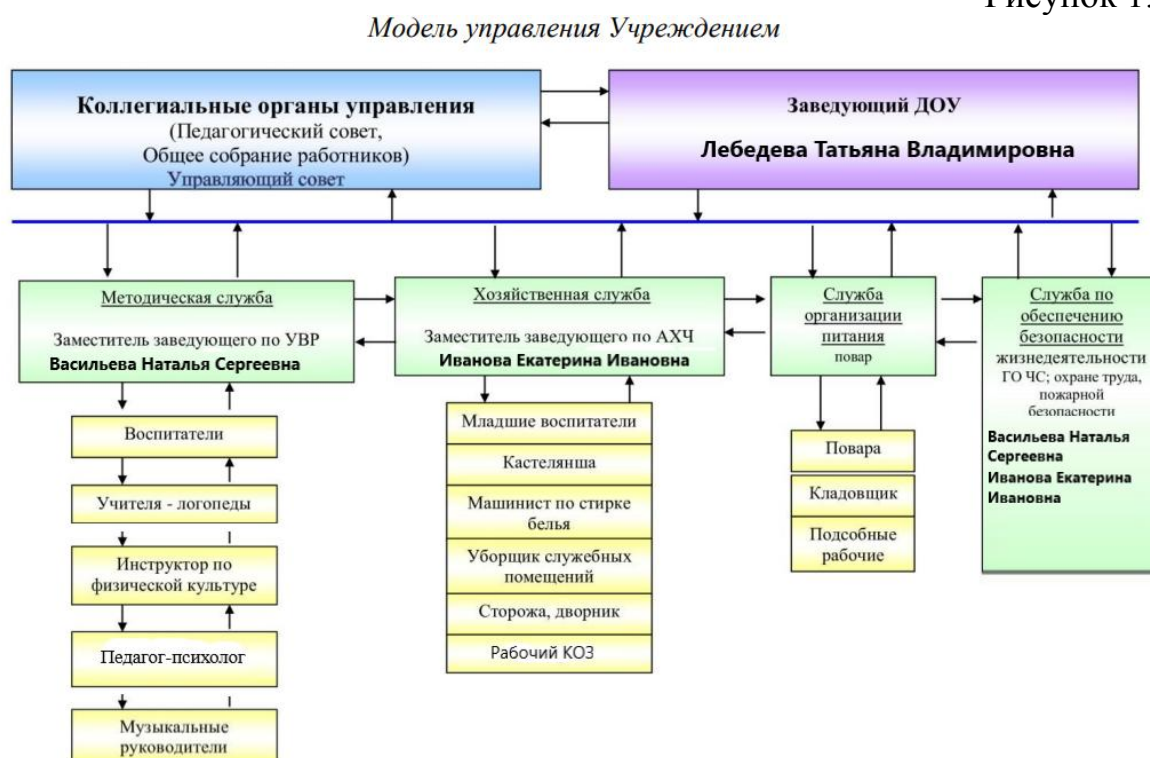 Рисунок 1.
Модель управления Учреждением
Коллегиальные органы управления
(Педагогический совет,
Общее собрание работников)
Управляющий совет
Заведующий ДОУ
Лебедева Татьяна Владимировна
Методическая служба
Заместитель заведующего по УВР
Васильева Наталья Сергеевна
Хозяйственная служба
Заместитель заведующего по АХЧ
Иванова Екатерина Ивановна
Служба
организации
питания
повар
Служба по
обеспечению
безопасности
жизнедеятельности
ГО ЧС; охране труда,
пожарной
безопасности
Васильева Наталья
Сергеевна
Иванова Екатерина
Ивановна
Воспитатели
Учителя - логопеды
Инструктор по
физической культуре
Педагог-психолог
Музыкальные
руководители
Младшие воспитатели
Кастелянша
Машинист по стирке
белья
Уборщик служебных
помещений
Сторожа, дворник
Рабочий КОЗ
Повара
Кладовщик
Подсобные
рабочие